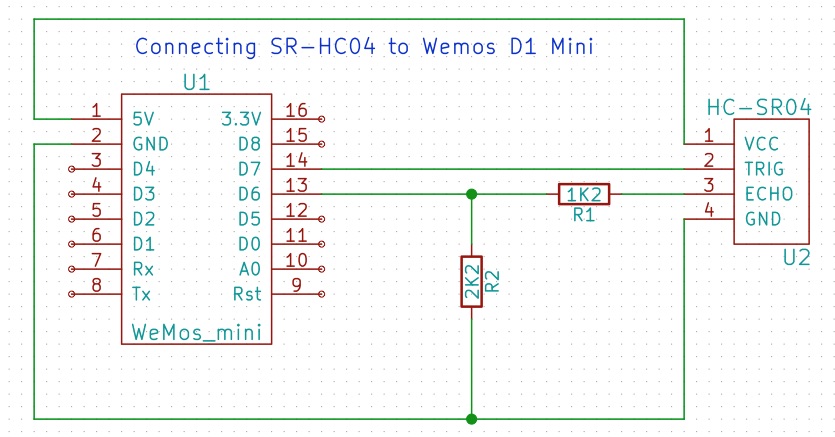 Connecting SR-HC04 to Wemos D1 Mini
U1
HC-SR04
1 5V 3.3V 16
2 GND D8 15
3 D4 D7 14
4 D3 D6 13
5 D2 D5 12
6 D1 D0 11
7 Rx A0 10
8 Tx Rst 9
WeMos_mini
1K2
R1
2K2
R2
1 VCC
2 TRIG
3 ECHO
4 GND
U2